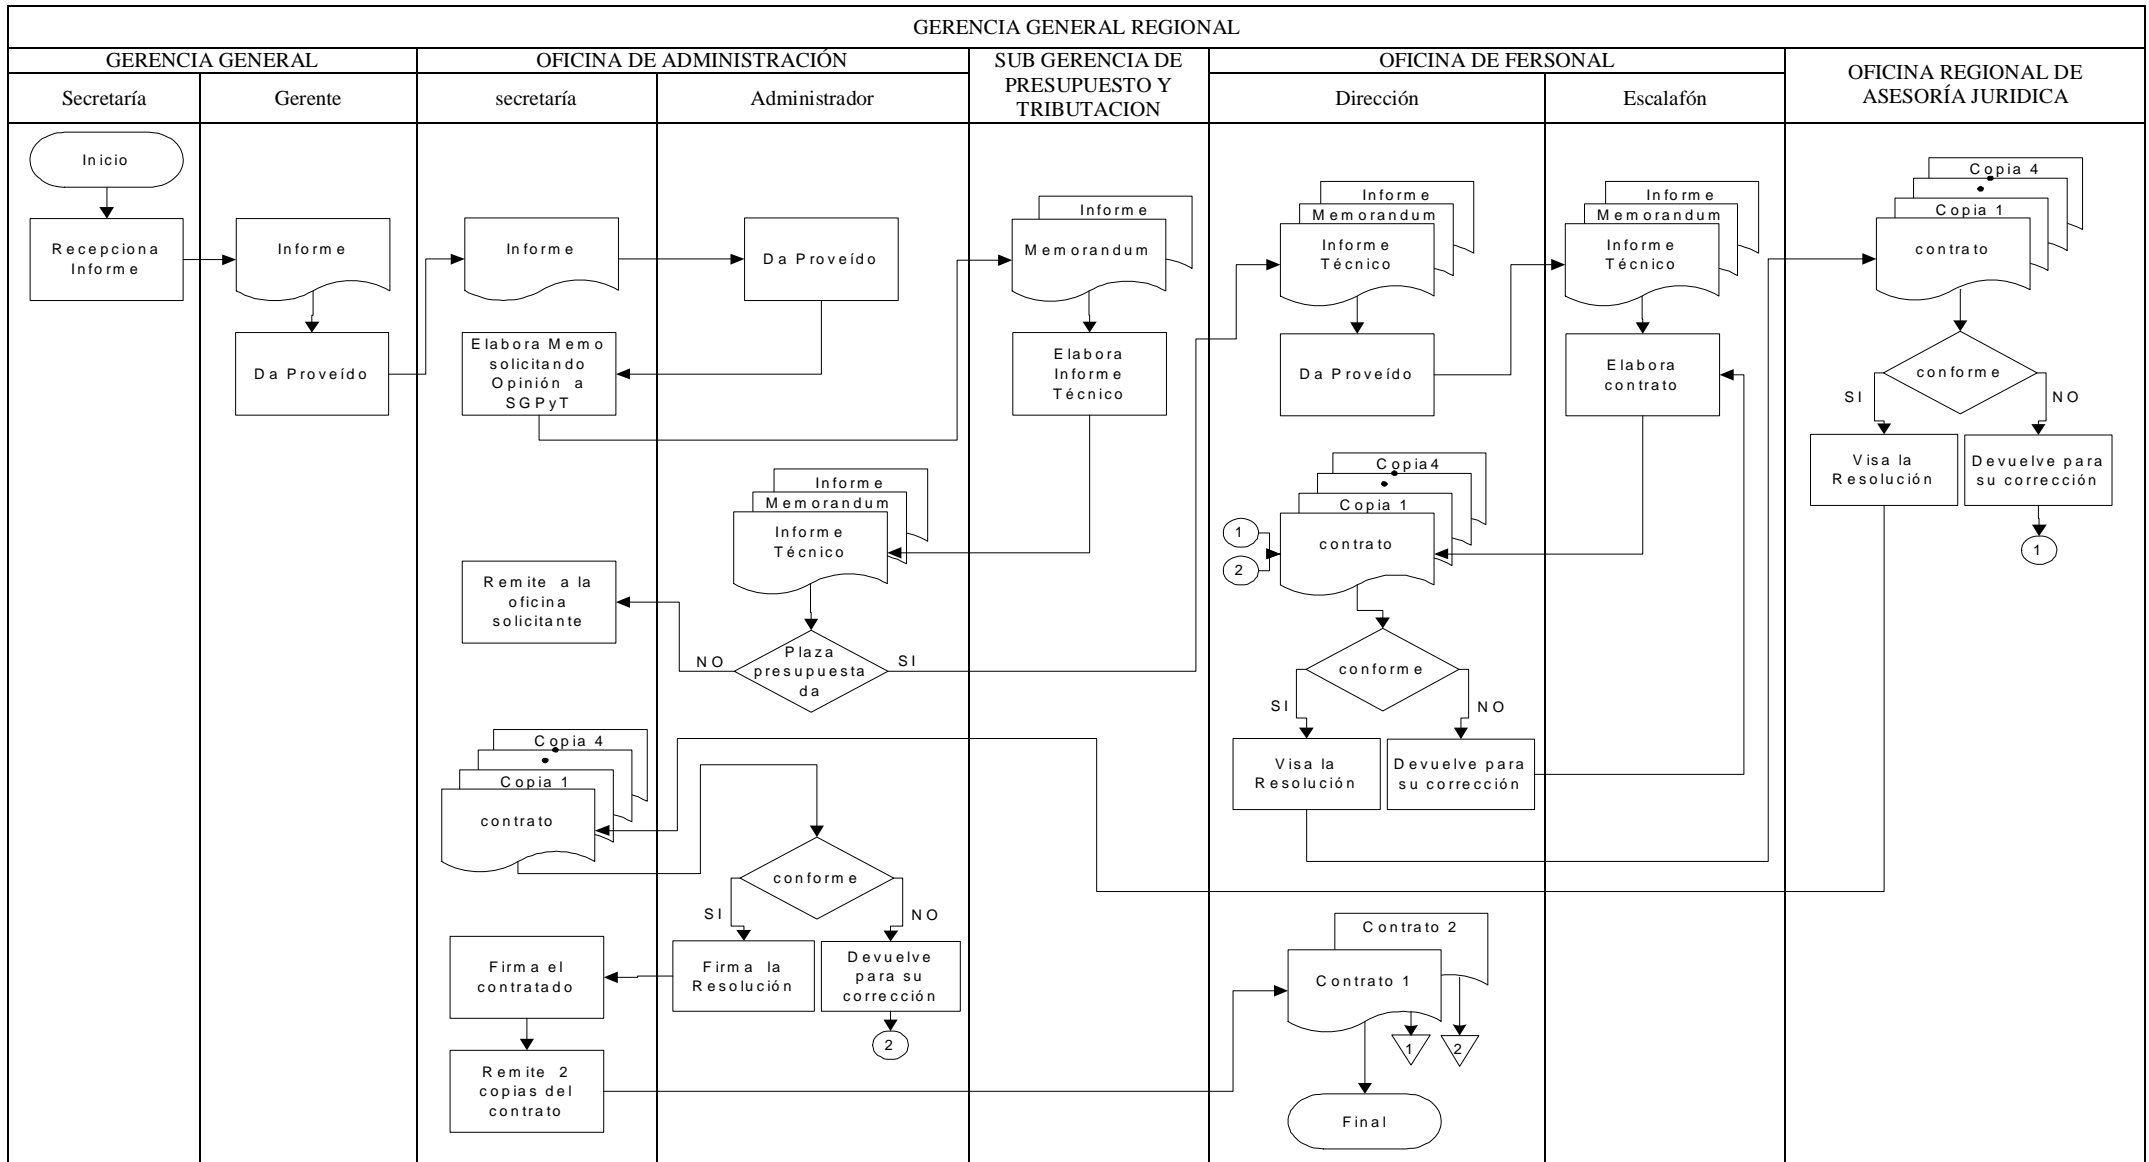 GERENCIA GENERAL REGIONAL
GERENCIA GENERAL
OFICINA DE ADMINISTRACIÓN
SUB GERENCIA DE
PRESUPUESTO Y
TRIBUTACION
OFICINA DE FERSONAL
OFICINA REGIONAL DE
ASESORÍA JURIDICA
Secretaría
Gerente
secretaría
Administrador
Dirección
Escalafón
Inicio
Recepciona
Informe
Informe
Da Proveído
Informe
Da Proveído
Elabora Memo
solicitando
Opinión a
SGPyT
Informe
Memorandum
Elabora
Informe
Técnico
Informe
Memorandum
Informe
Técnico
Plaza
presupuesta
da
NO
SI
Remite a la
oficina
solicitante
Informe
Memorandum
Informe
Técnico
Da Proveído
Informe
Memorandum
Informe
Técnico
Elabora
contrato
Copia4
Copia 1
contrato
1
2
conforme
SI
NO
Visa la
Resolución
Devuelve para
su corrección
Copia 4
Copia 1
contrato
conforme
SI
NO
Visa la
Resolución
Devuelve para
su corrección
1
Copia 4
Copia 1
contrato
conforme
SI
NO
Firma la
Resolución
Devuelve
para su
corrección
2
Firma el
contratado
Remite 2
copias del
contrato
Contrato 2
Contrato 1
1
2
Final